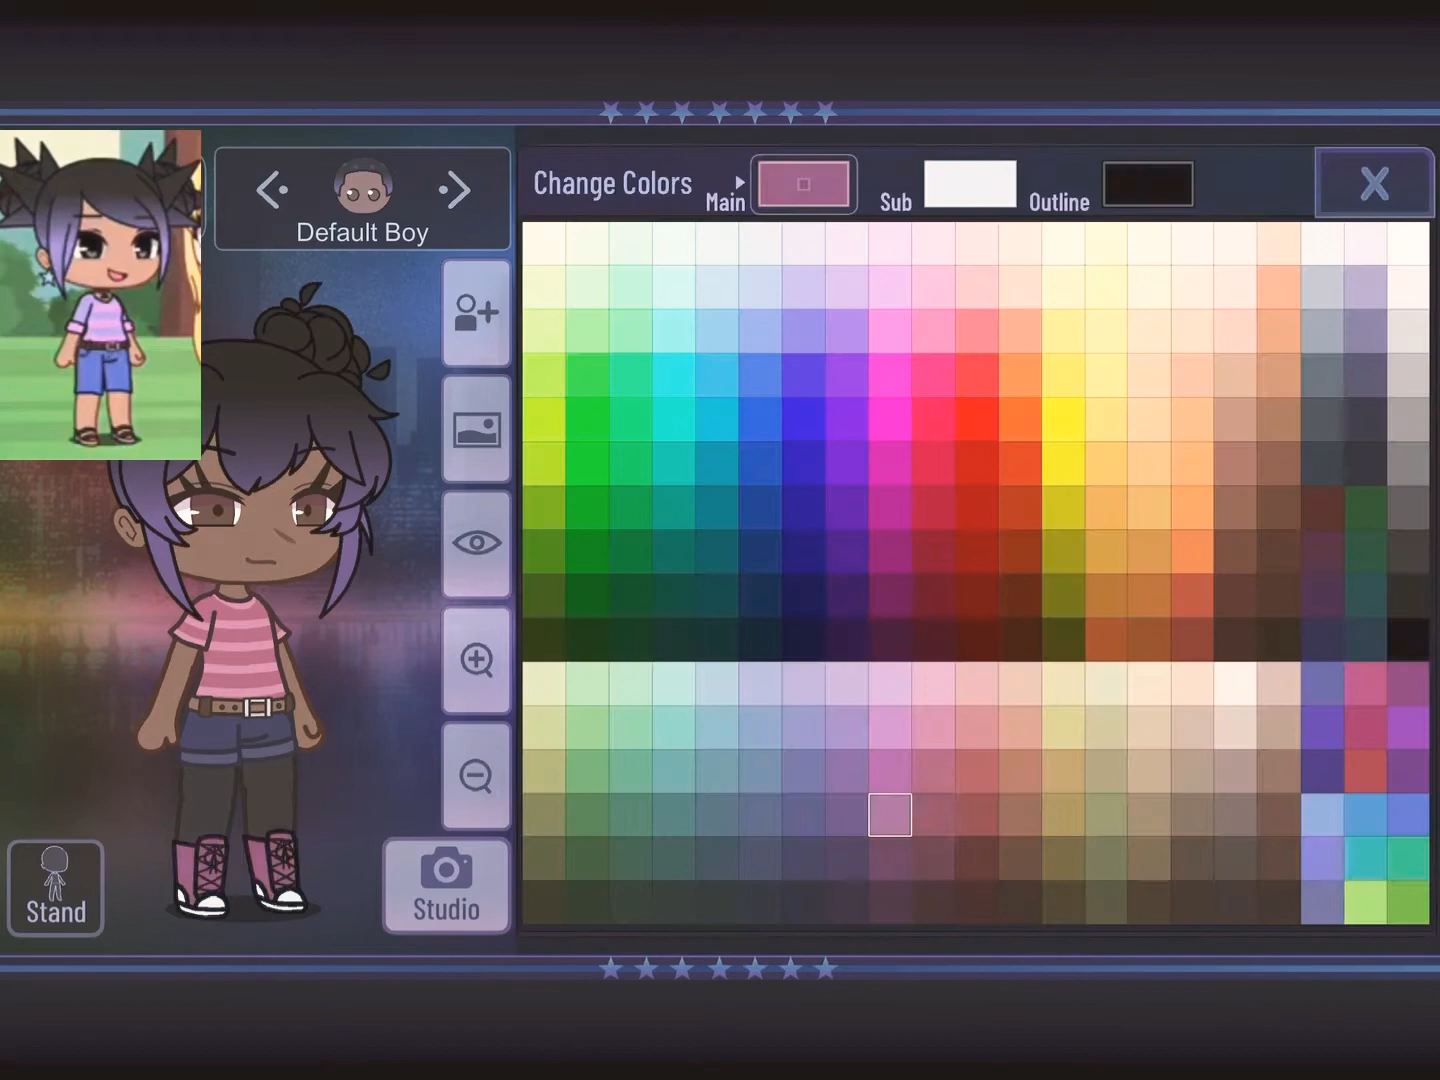 Default Boy
Change Colors
Main
Sub
Outline
X
Stand
Studio